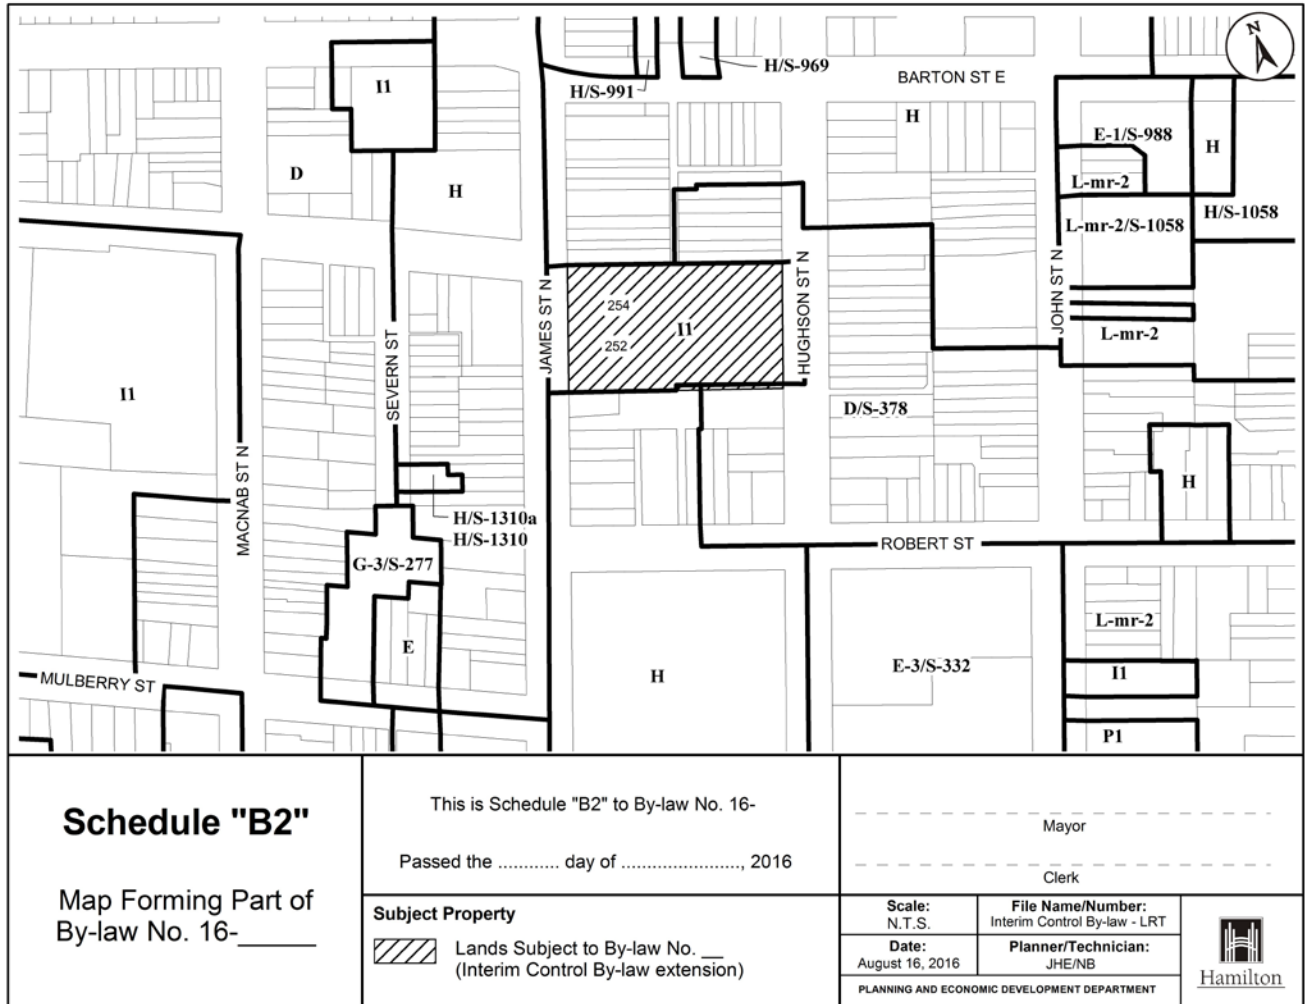 N
BARTON ST E
H/S-969
H/S-991
I1
H
E-1/S-988
H
D
H
L-mr-2
H/S-1058
L-mr-2/S-1058
JAMES ST N
HUGHSON ST N
JOHN ST N
254
252
I1
L-mr-2
SEVERN ST
I1
D/S-378
MACNAB ST N
H
H/S-1310a
H/S-1310
ROBERT ST
G-3/S-277
L-mr-2
E
E-3/S-332
H
I1
MULBERRY ST
P1
Schedule "B2"
Map Forming Part of
By-law No. 16-_____
This is Schedule "B2" to By-law No. 16-
Passed the ............ day of ......................., 2016
Subject Property
Lands Subject to By-law No. __
(Interim Control By-law extension)
Mayor
Clerk
Scale:
N.T.S.
File Name/Number:
Interim Control By-law - LRT
Date:
August 16, 2016
Planner/Technician:
JHE/NB
PLANNING AND ECONOMIC DEVELOPMENT DEPARTMENT
Hamilton